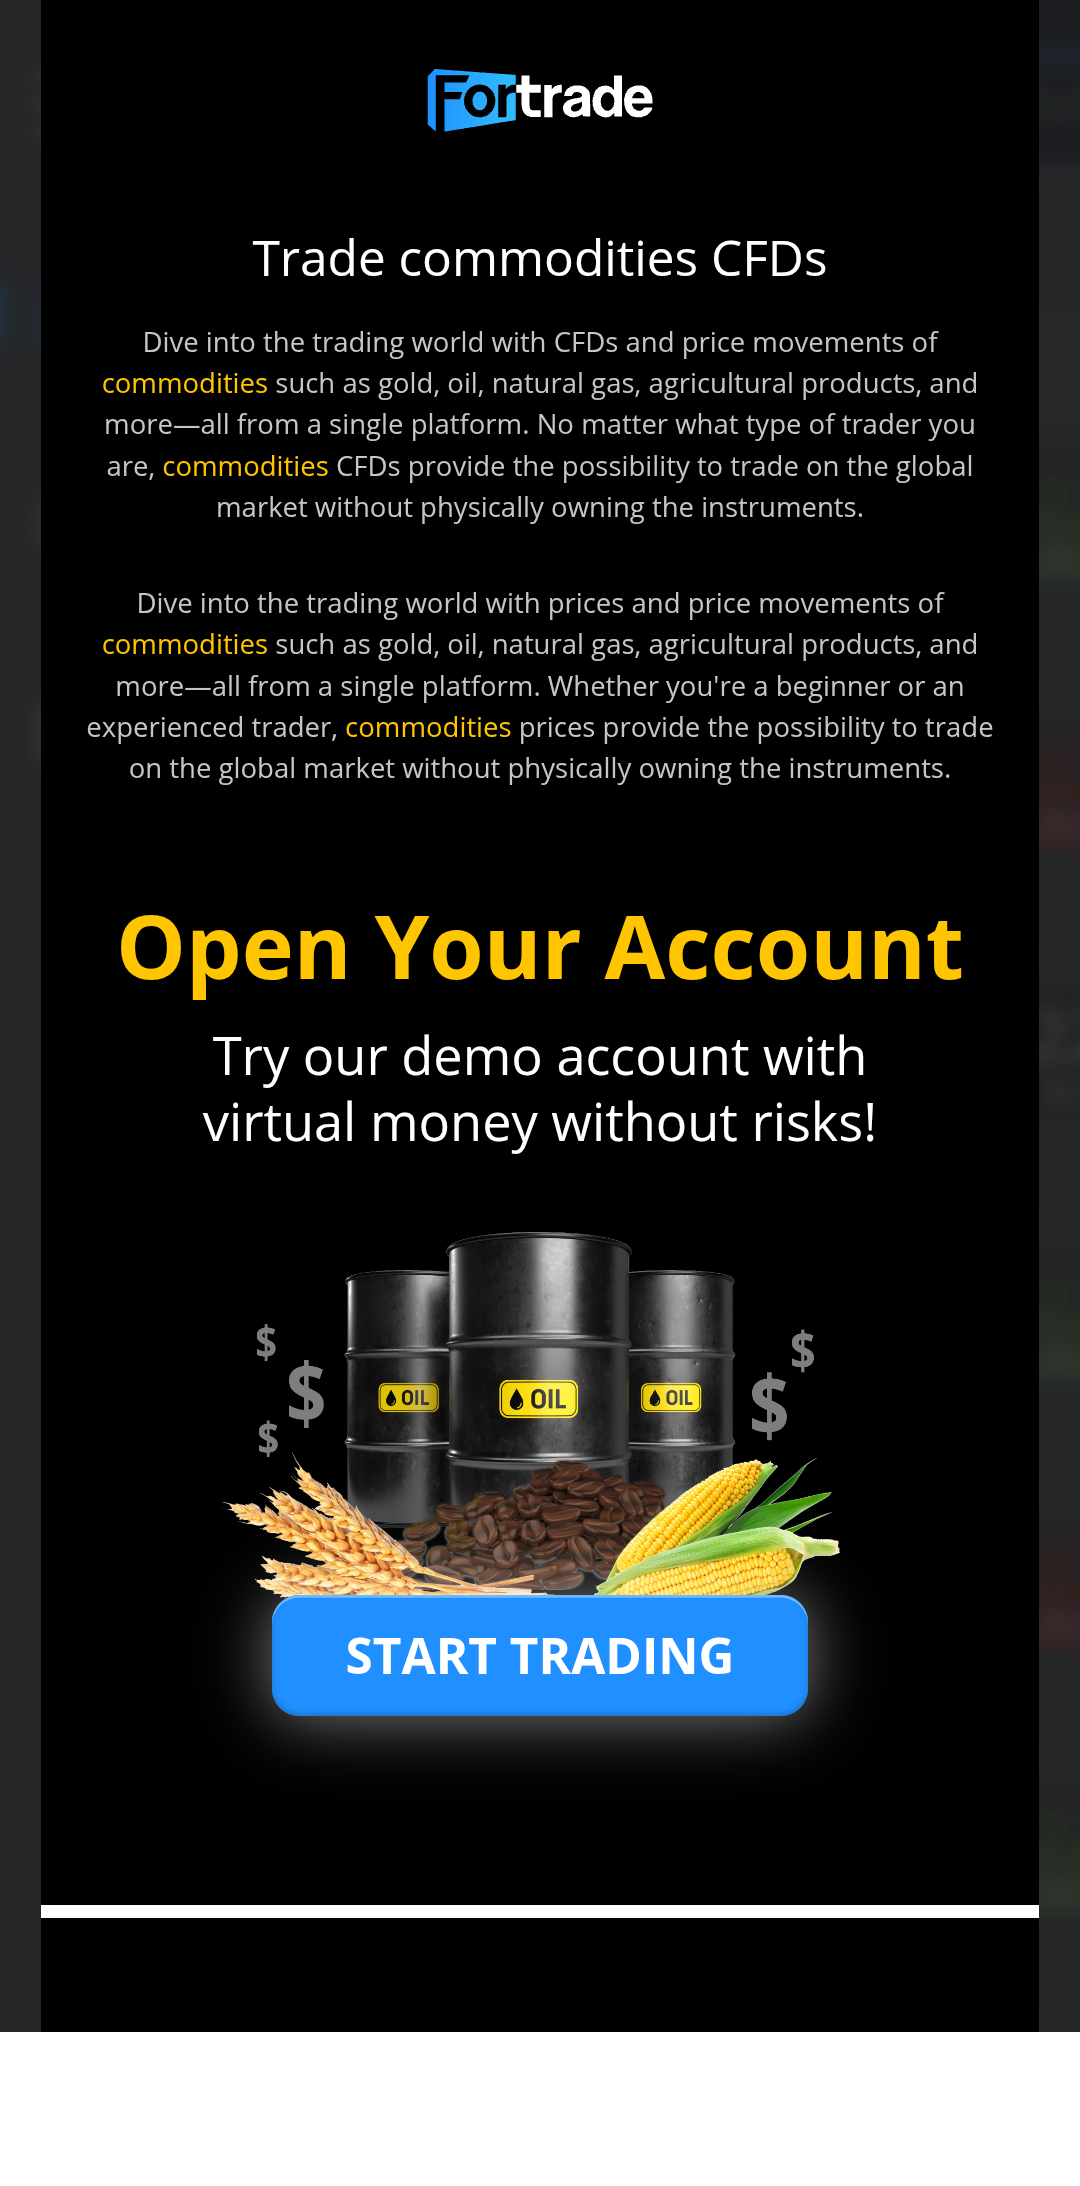 Fortrade
Trade commodities CFDs
Dive into the trading world with CFDs and price movements of
commodities such as gold, oil, natural gas, agricultural products, and
more—all from a single platform. No matter what type of trader you
are, commodities CFDs provide the possibility to trade on the global
market without physically owning the instruments.
Dive into the trading world with prices and price movements of
commodities such as gold, oil, natural gas, agricultural products, and
more—all from a single platform. Whether you're a beginner or an
experienced trader, commodities prices provide the possibility to trade
on the global market without physically owning the instruments.
Open Your Account
Try our demo account with
virtual money without risks!
$ $
$ $
$
OIL OIL OIL
START TRADING